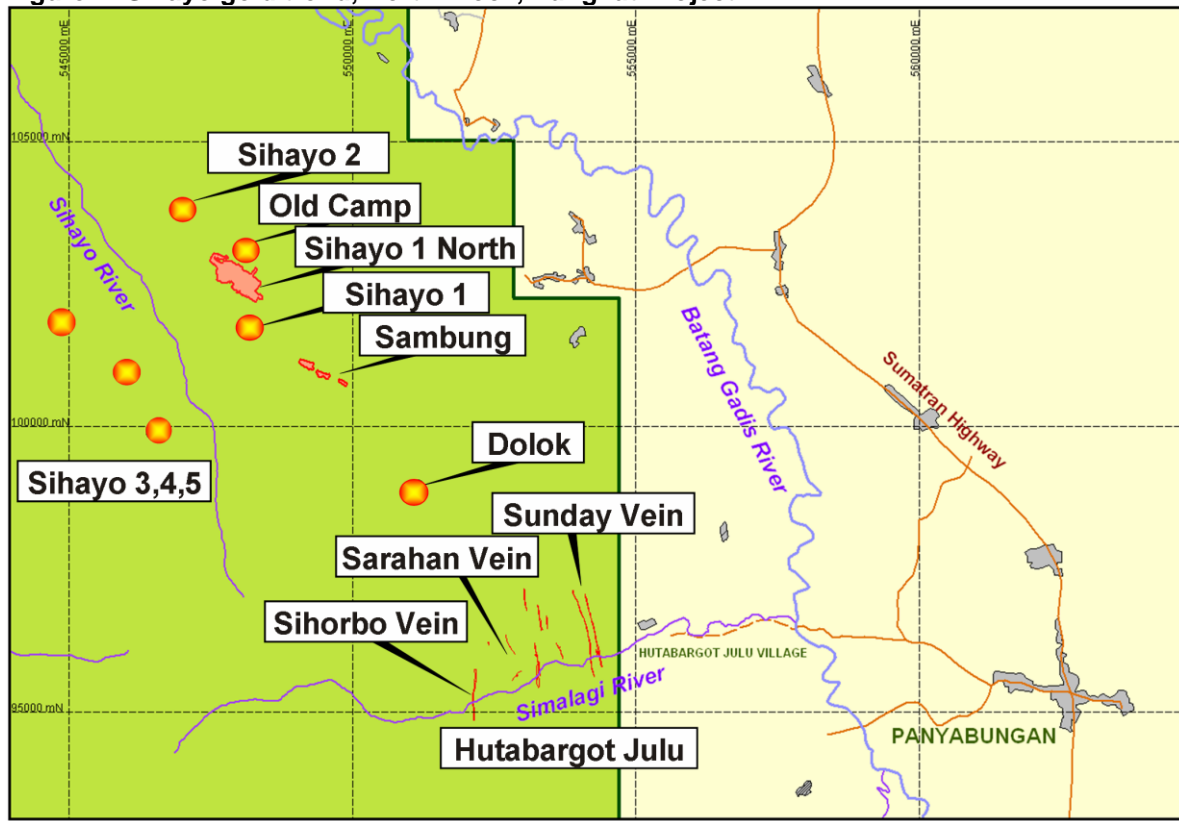 545000 mE
550000 mE
555000 mE
560000 mE
105000 mN
Sihayo 2
Old Camp
Sihayo 1 North
Sihayo 1
Sambung
Sihayo River
Batang Gadis River
Sumatran Highway
100000 mN
Dolok
Sihayo 3,4,5
Sunday Vein
Sarahan Vein
Sihorbo Vein
HUTABARGOT JULU VILLAGE
Simalagi River
95000 mN
PANYABUNGAN
Hutabargot Julu